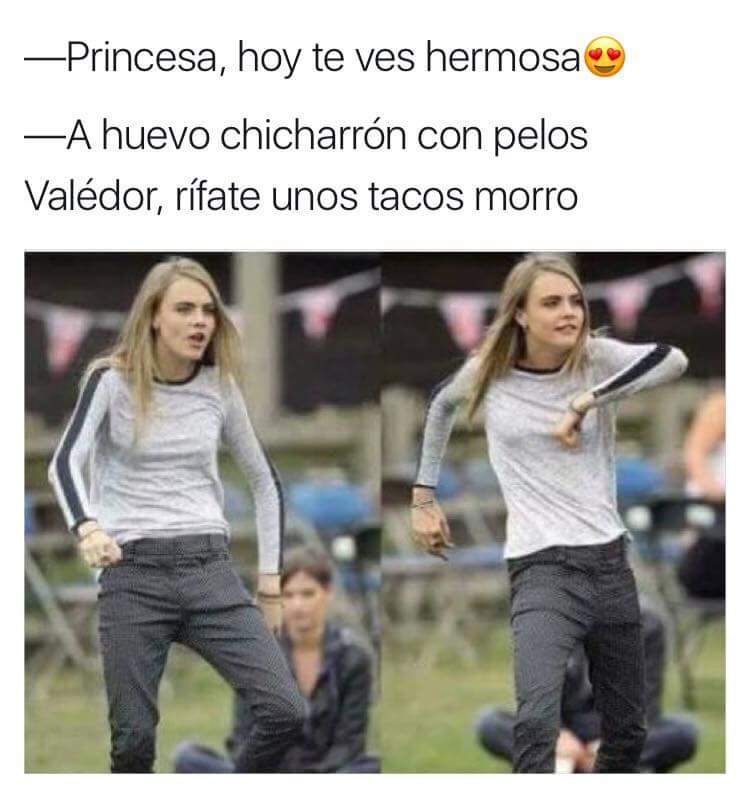 —Princesa, hoy te ves hermosa😍
—A huevo chicharrón con pelos
Valédor, rífate unos tacos morro